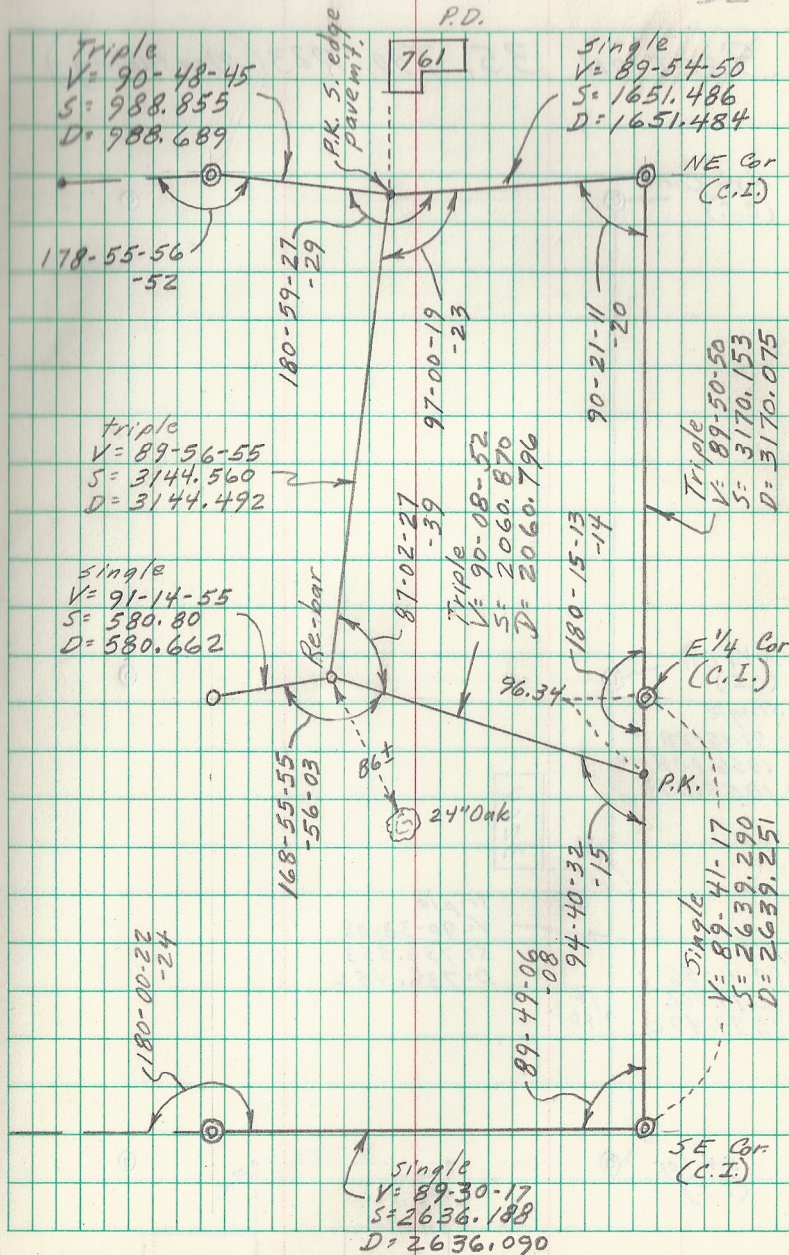 P.D.
Triple
V= 90-48-45
S= 988.855
D= 988.689
P.K. S. edge
pavem't.
761
Single
V= 89-54-50
S= 1651.486
D= 1651.484
NE Cor
(C.I.)
178-55-56
-52
180-59-27
-29
97-00-19
-23
90-21-11
-20
Triple
V= 89-50-50
S= 3170.153
D= 3170.075
triple
V= 89-56-55
S= 3144.560
D= 3144.492
87-02-27
-39
Triple
V= 90-08-52
S= 2060.870
D= 2060.796
180-15-13
-14
single
V= 91-14-55
S= 580.80
D= 580.662
Re-bar
96.34
E 1/4 Cor
(C.I.)
P.K.
168-55-55
-56-03
86±
24" Oak
94-40-32
-15
Single
V= 89-41-17
S= 2639.290
D= 2639.251
180-00-22
-24
89-49-06
-08
SE Cor.
(C.I.)
single
V= 89-30-17
S= 2636.188
D= 2636.090